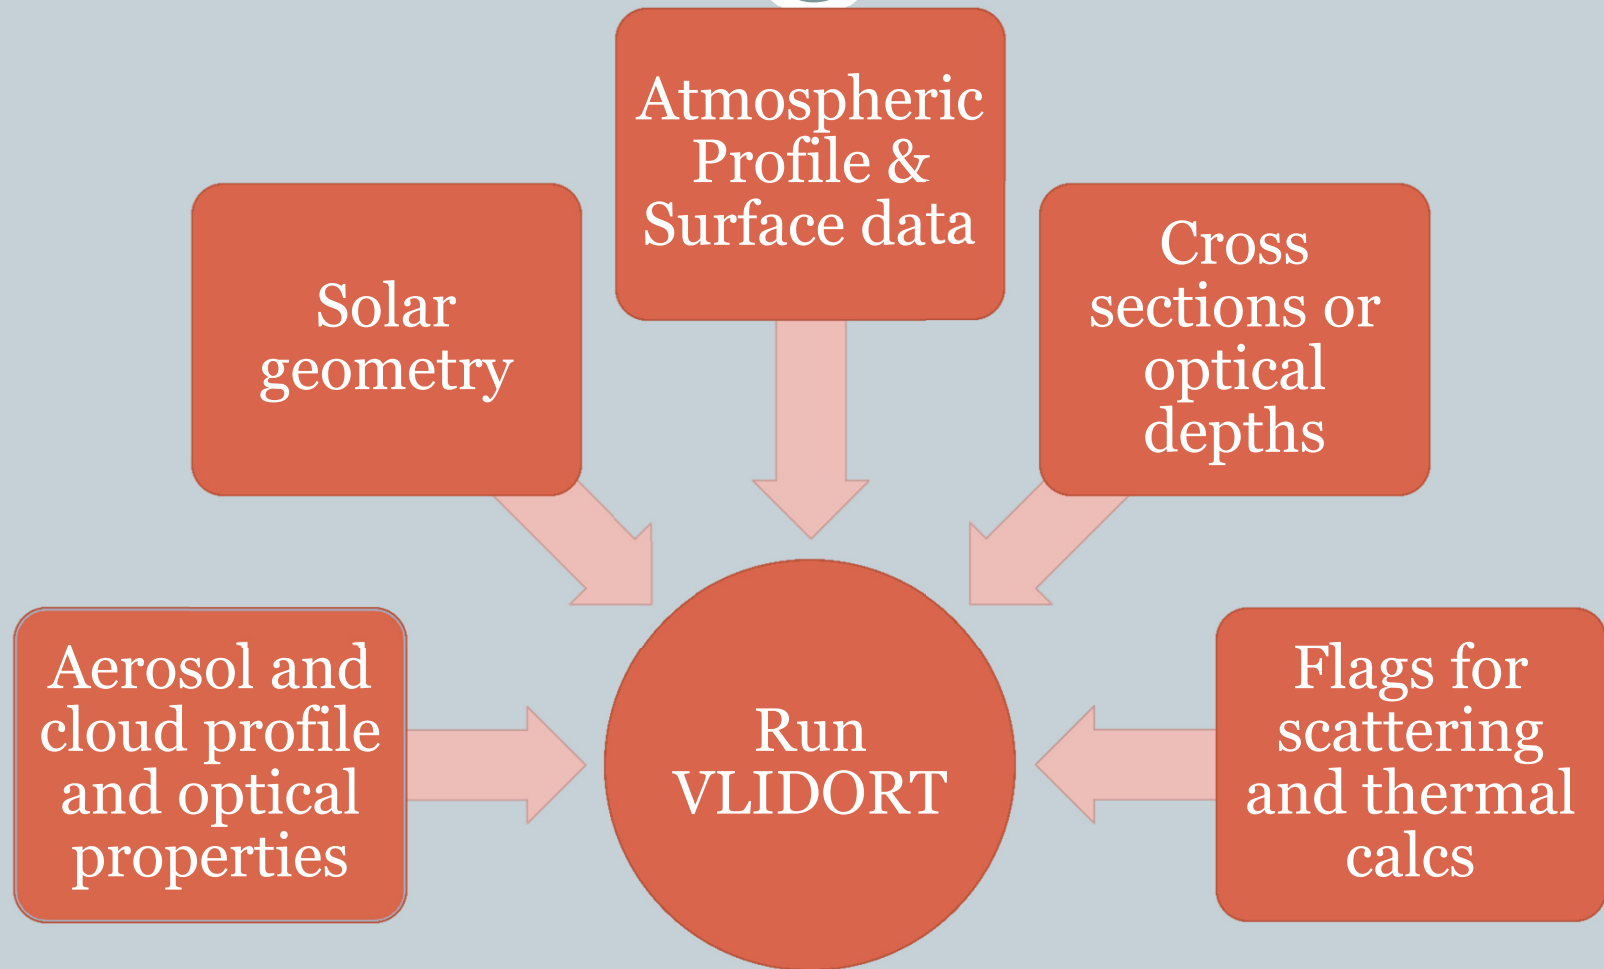 Atmospheric
Profile &
Surface data
Solar
geometry
Cross
sections or
optical
depths
Aerosol and
cloud profile
and optical
properties
Run
VLIDORT
Flags for
scattering
and thermal
calcs